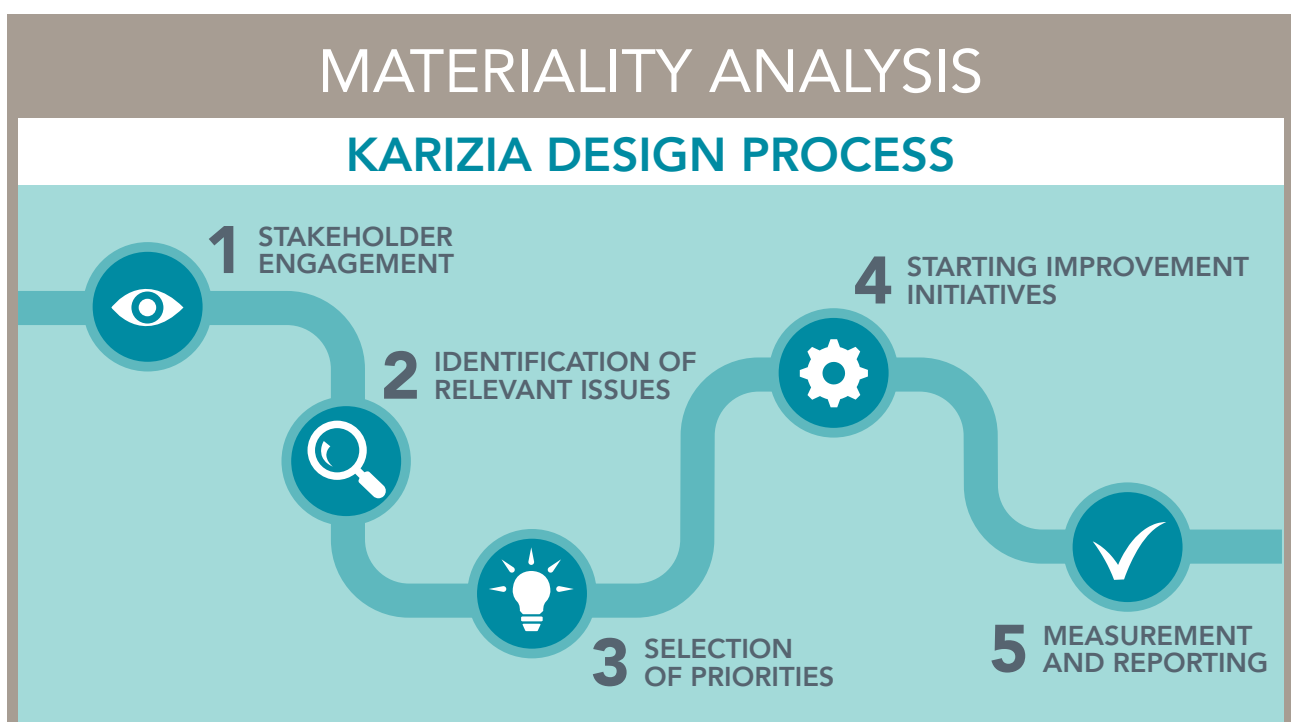 MATERIALITY ANALYSIS
KARIZIA DESIGN PROCESS
1 STAKEHOLDER
ENGAGEMENT
2 IDENTIFICATION OF
RELEVANT ISSUES
3 SELECTION
OF PRIORITIES
4 STARTING IMPROVEMENT
INITIATIVES
5 MEASUREMENT
AND REPORTING